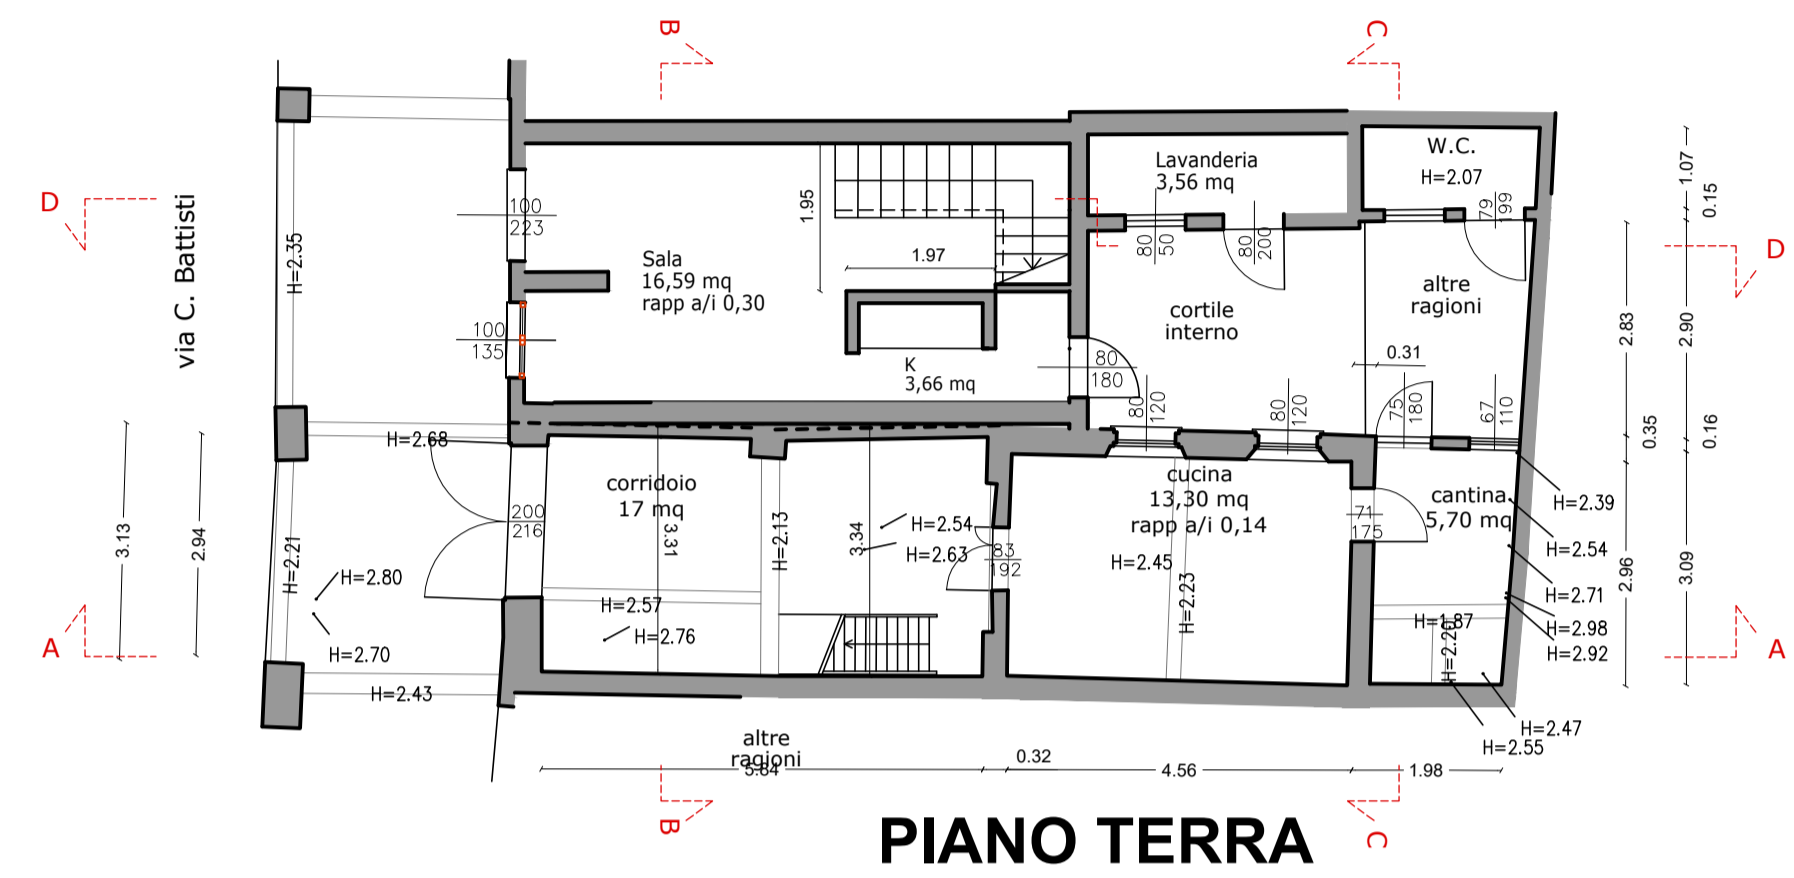 B
C
D
D
via C. Battisti
H=2.35
100
223
100
135
Sala
16,59 mq
rapp a/i 0,30
1.95
1.97
K
3,66 mq
Lavanderia
3,56 mq
80
50
80
200
W.C.
H=2.07
79
199
cortile
interno
altre
ragioni
0.31
80
180
80
120
80
120
75
180
67
110
1.07
0.15
2.83
2.90
0.35
0.16
H=2.68
3.13
2.94
H=2.21
H=2.80
H=2.70
H=2.43
200
216
corridoio
17 mq
3.31
H=2.13
3.34
H=2.54
H=2.63
H=2.57
H=2.76
83
192
cucina
13,30 mq
rapp a/i 0,14
H=2.45
H=2.23
71
175
cantina
5,70 mq
H=2.39
H=2.54
H=2.71
H=2.98
H=2.92
H=1.87
H=2.20
H=2.47
H=2.55
2.96
3.09
A
A
altre
ragioni
5.84
0.32
4.56
1.98
B
C
PIANO TERRA